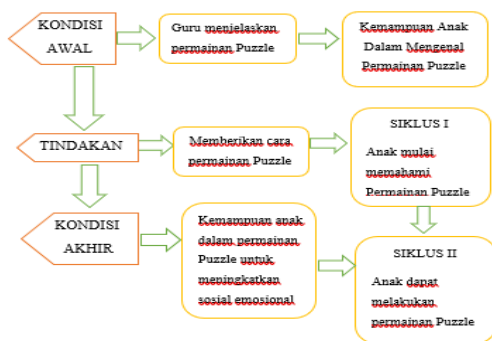 KONDISI
AWAL
Guru menjelaskan
permainan Puzzle
Kemampuan Anak
Dalam Mengenal
Permainan Puzzle
TINDAKAN
Memberikan cara
permainan Puzzle
SIKLUS I
Anak mulai
memahami
Permainan Puzzle
KONDISI
AKHIR
Kemampuan anak
dalam permainan
Puzzle untuk
meningkatkan
sosial emosional
SIKLUS II
Anak dapat
melakukan
permainan Puzzle